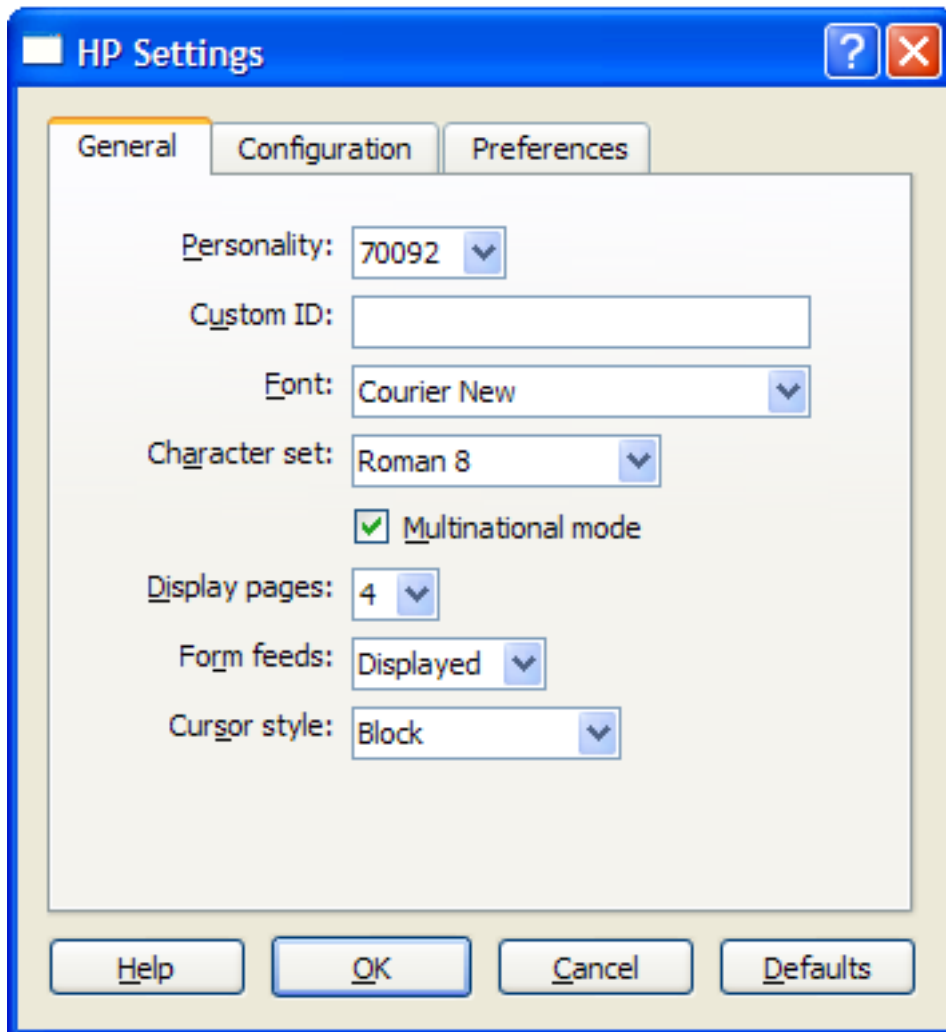 HP Settings
General Configuration Preferences
Personality: 70092
Custom ID:
Font: Courier New
Character set: Roman 8
Multinational mode
Display pages: 4
Form feeds: Displayed
Cursor style: Block
Help OK Cancel Defaults